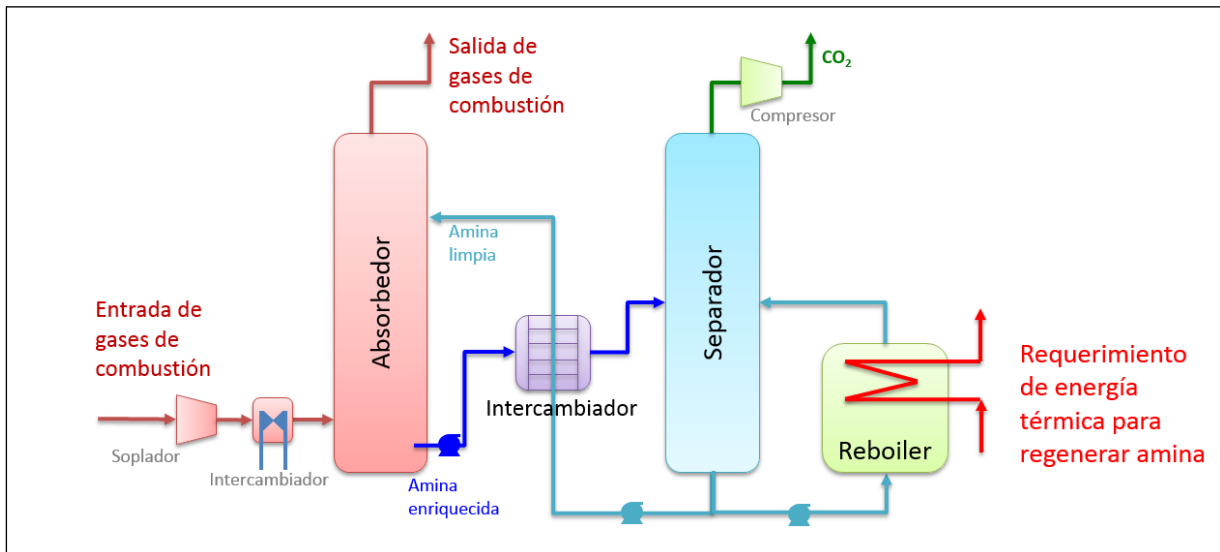 Salida de
gases de
combustión
CO₂
Compresor
Absorbedor
Amina
limpia
Separador
Entrada de
gases de
combustión
Soplador
Intercambiador
Intercambiador
Amina
enriquecida
Reboiler
Requerimiento
de energía
térmica para
regenerar amina